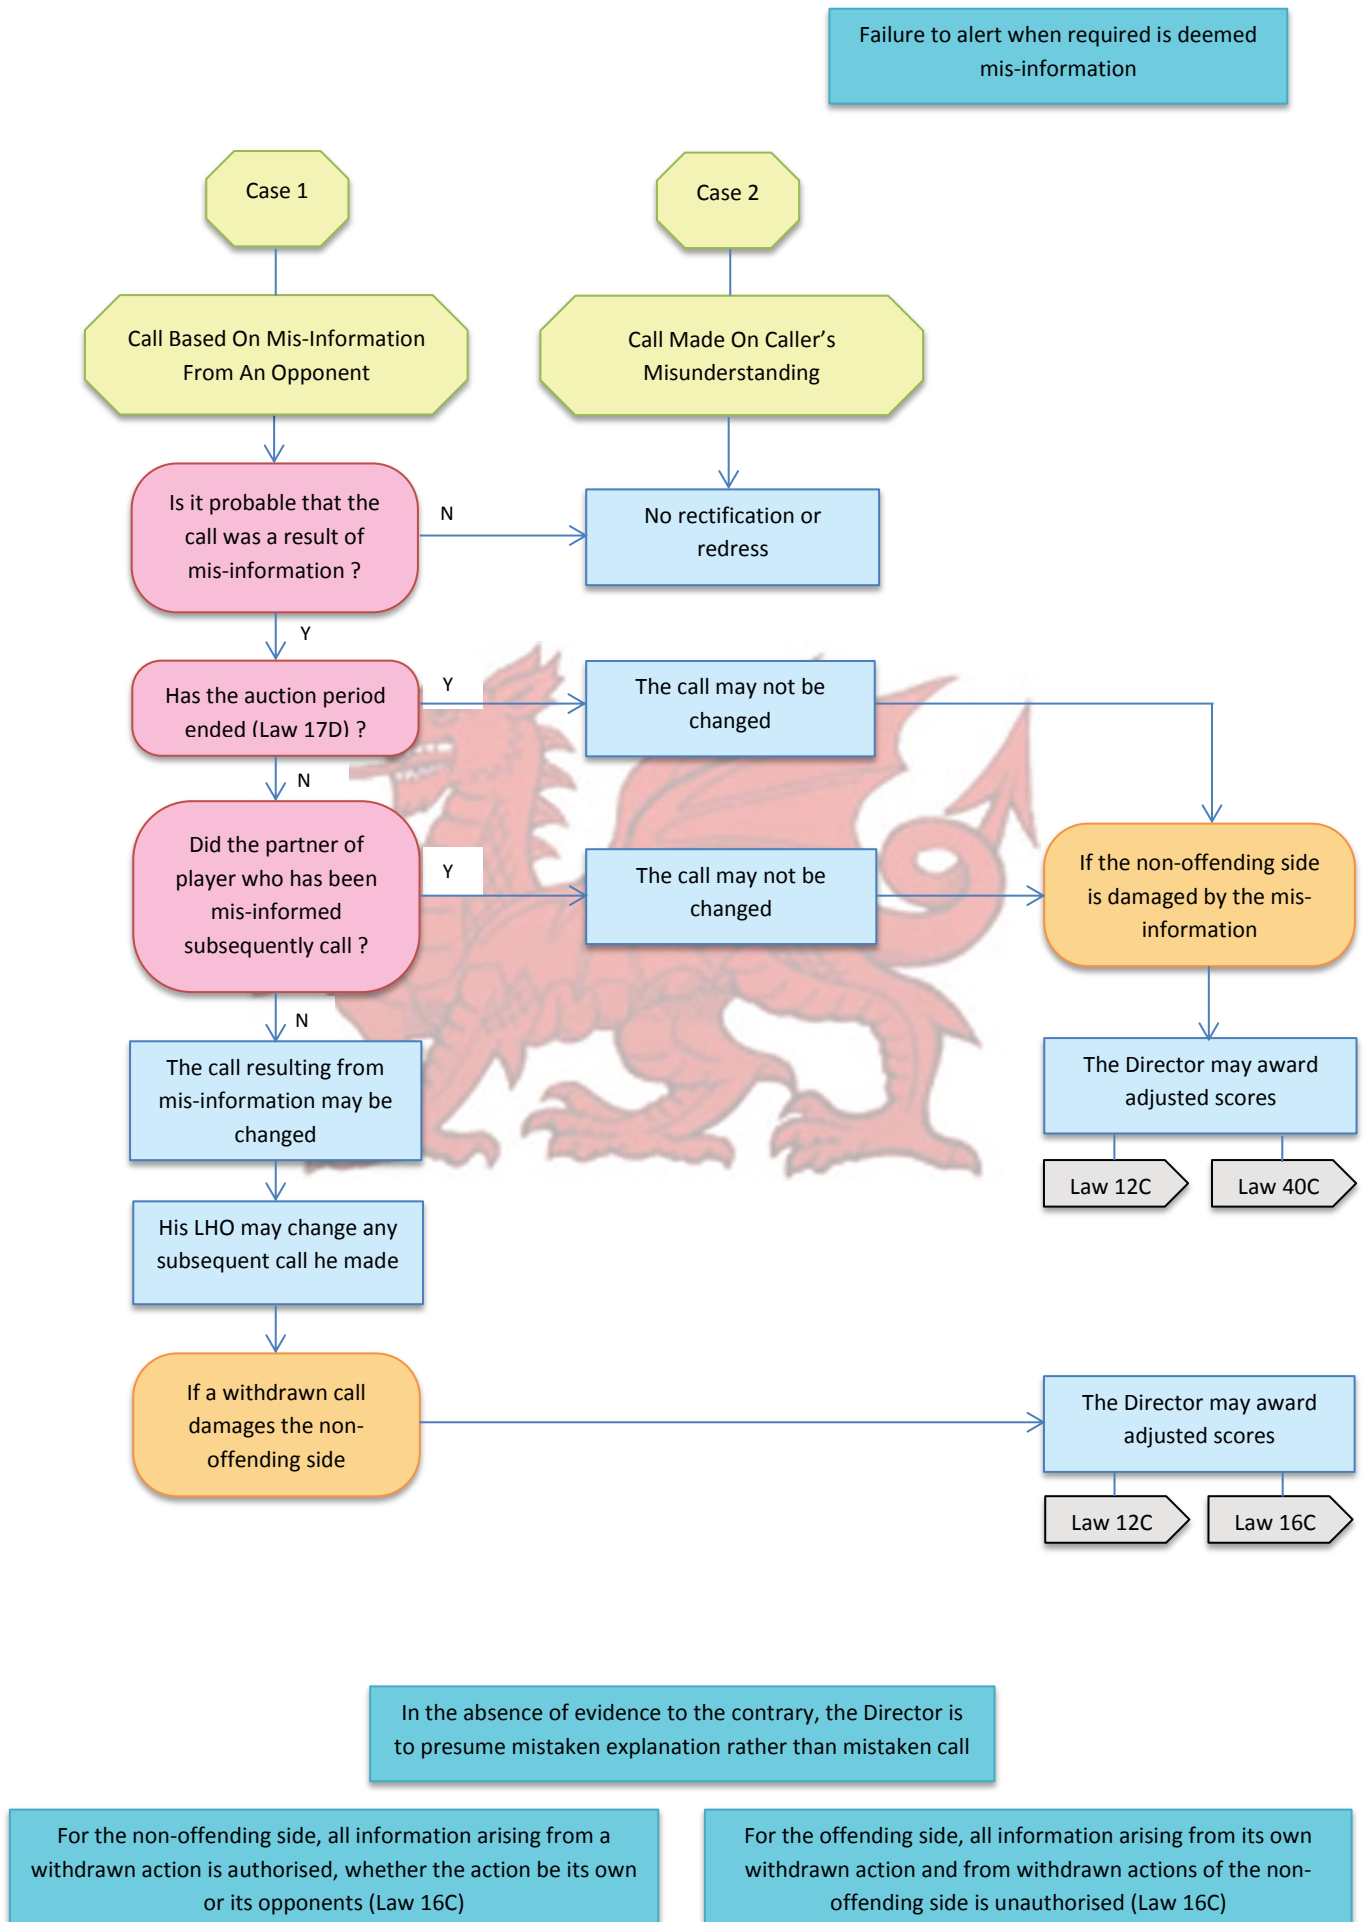 Failure to alert when required is deemed
mis-information
Case 1
Case 2
Call Based On Mis-Information
From An Opponent
Call Made On Caller’s
Misunderstanding
Is it probable that the
call was a result of
mis-information ?
N
No rectification or
redress
Y
Has the auction period
ended (Law 17D) ?
Y
The call may not be
changed
N
Did the partner of
player who has been
mis-informed
subsequently call ?
Y
The call may not be
changed
If the non-offending side
is damaged by the mis-
information
N
The call resulting from
mis-information may be
changed
The Director may award
adjusted scores
Law 12C
Law 40C
His LHO may change any
subsequent call he made
If a withdrawn call
damages the non-
offending side
The Director may award
adjusted scores
Law 12C
Law 16C
In the absence of evidence to the contrary, the Director is
to presume mistaken explanation rather than mistaken call
For the non-offending side, all information arising from a
withdrawn action is authorised, whether the action be its own
or its opponents (Law 16C)
For the offending side, all information arising from its own
withdrawn action and from withdrawn actions of the non-
offending side is unauthorised (Law 16C)